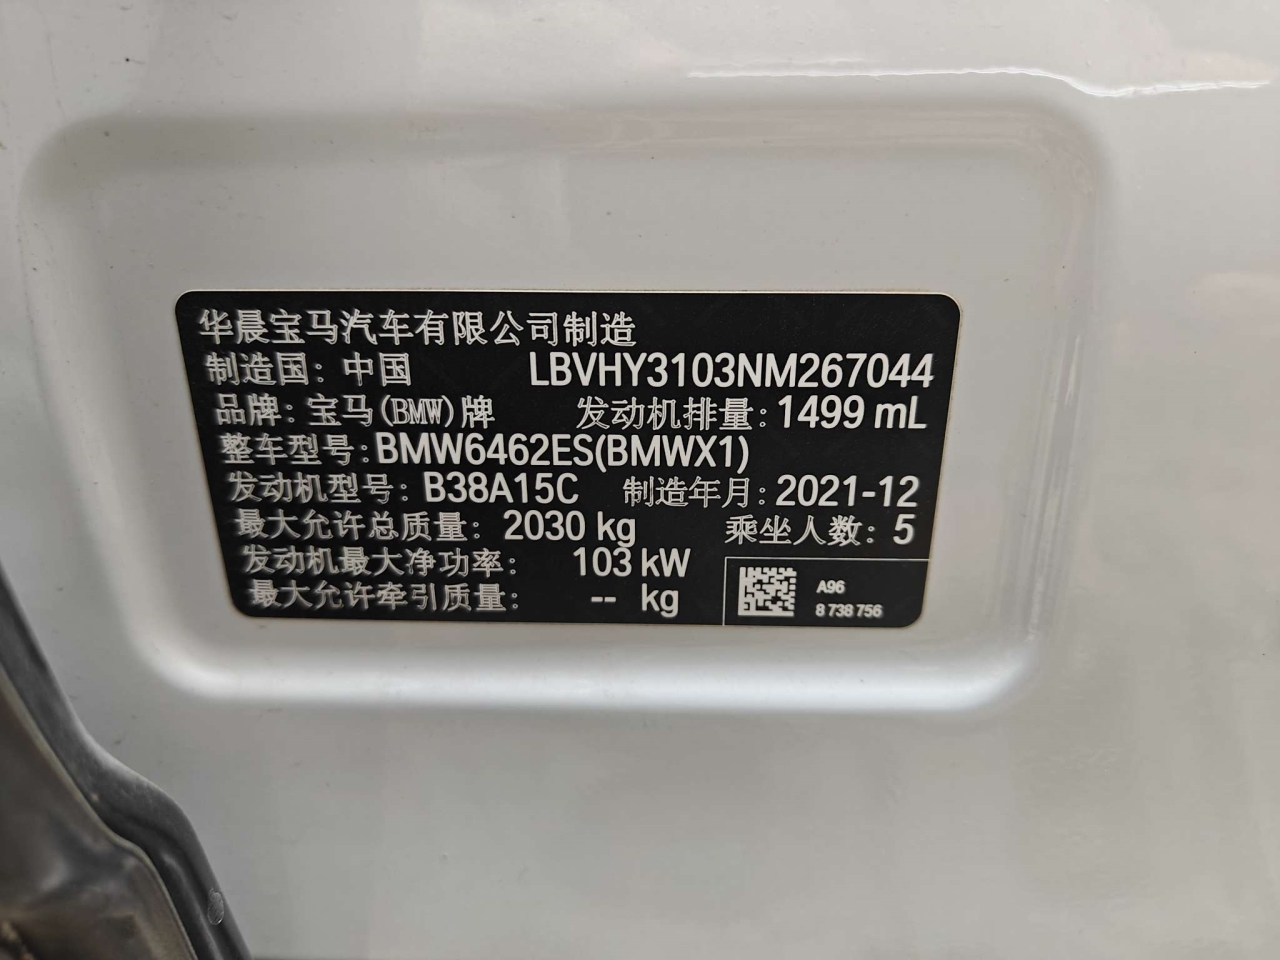 华晨宝马汽车有限公司制造
制造国：中国 LBVHY3103NM267044
品牌：宝马(BMW)牌 发动机排量：1499 mL
整车型号：BMW6462ES(BMWX1)
发动机型号：B38A15C 制造年月：2021-12
最大允许总质量：2030 kg 乘坐人数：5
发动机最大净功率：103 kW
最大允许牵引质量：-- kg
A96
8 738 756